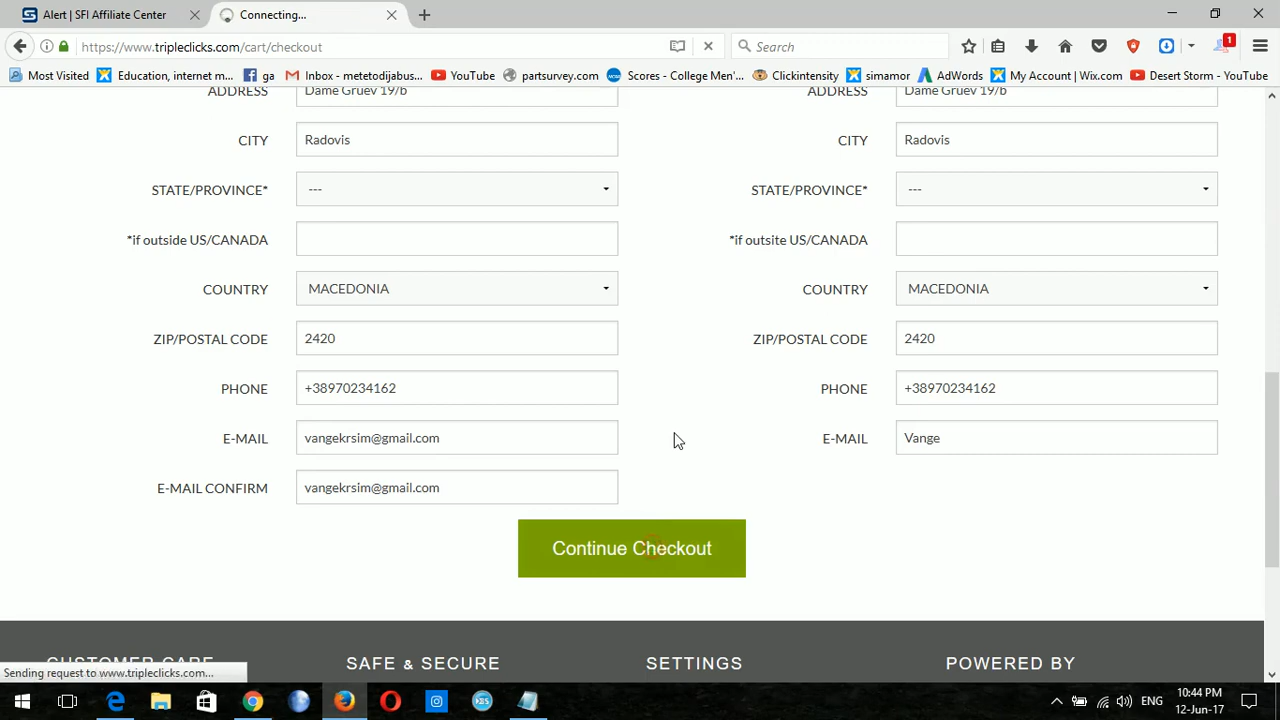 Alert | SFI Affiliate Center
Connecting...
https://www.tripleclicks.com/cart/checkout
Search
1
Most Visited
Education, internet m...
ga
Inbox - metetodijabus...
YouTube
partsurvey.com
Scores - College Men'...
Clickintensity
simamor
AdWords
My Account | Wix.com
Desert Storm - YouTube
ADDRESS Dame Gruev 19/b
ADDRESS Dame Gruev 19/b
CITY Radovis
CITY Radovis
STATE/PROVINCE* ---
STATE/PROVINCE* ---
*if outside US/CANADA
*if outsite US/CANADA
COUNTRY MACEDONIA
COUNTRY MACEDONIA
ZIP/POSTAL CODE 2420
ZIP/POSTAL CODE 2420
PHONE +38970234162
PHONE +38970234162
E-MAIL vangekrsim@gmail.com
E-MAIL Vange
E-MAIL CONFIRM vangekrsim@gmail.com
Continue Checkout
CUSTOMER CARE
SAFE & SECURE
SETTINGS
POWERED BY
Sending request to www.tripleclicks.com...
ENG
10:44 PM
12-Jun-17